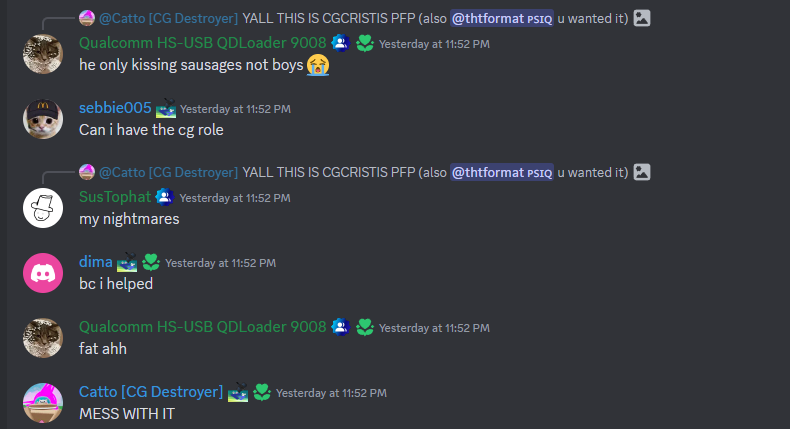 @Catto [CG Destroyer] YALL THIS IS CGCRISTIS PFP (also @thtformat PSIQ u wanted it)
Qualcomm HS-USB QDLoader 9008 Yesterday at 11:52 PM
he only kissing sausages not boys 😭
sebbie005 Yesterday at 11:52 PM
Can i have the cg role
@Catto [CG Destroyer] YALL THIS IS CGCRISTIS PFP (also @thtformat PSIQ u wanted it)
SusTophat Yesterday at 11:52 PM
my nightmares
dima Yesterday at 11:52 PM
bc i helped
Qualcomm HS-USB QDLoader 9008 Yesterday at 11:52 PM
fat ahh
Catto [CG Destroyer] Yesterday at 11:52 PM
MESS WITH IT